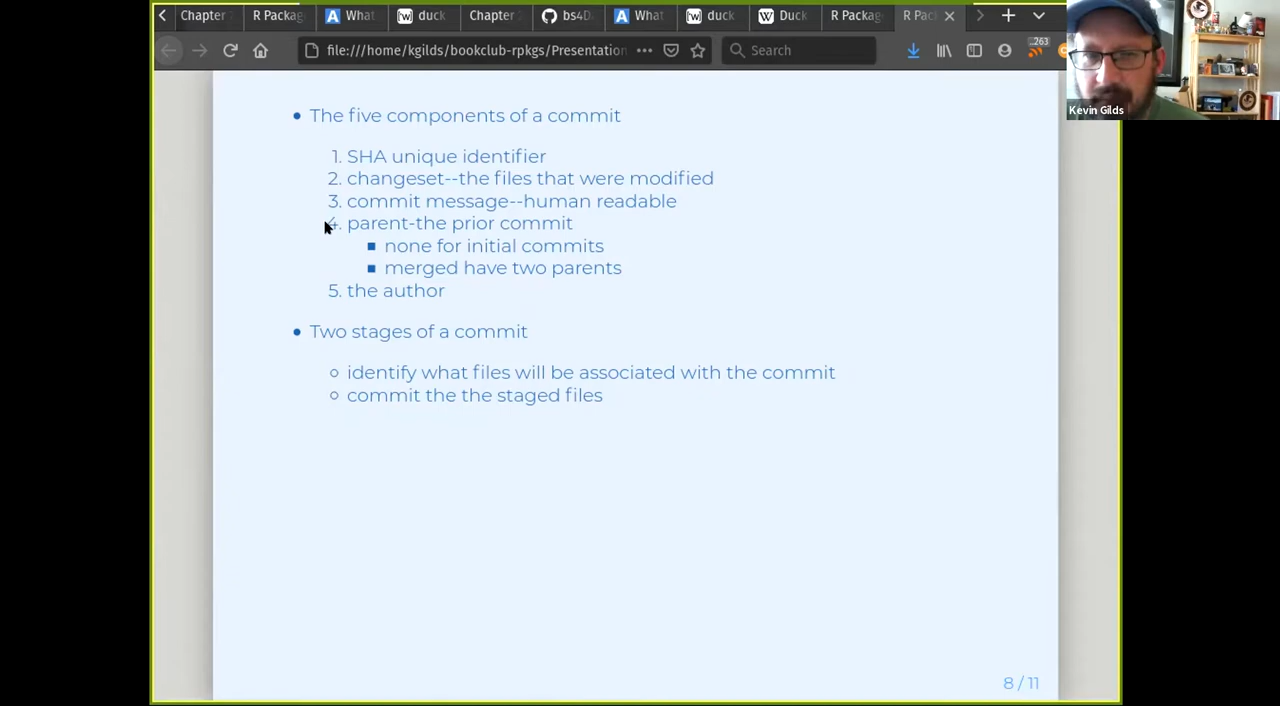 Chapter
R Packag
What
duck
Chapter
bs4D
What
duck
Duck
R Packag
R Pack
file:///home/kgilds/bookclub-rpkgs/Presentation
Search
263
Kevin Gilds
• The five components of a commit
1. SHA unique identifier
2. changeset--the files that were modified
3. commit message--human readable
4. parent-the prior commit
▪ none for initial commits
▪ merged have two parents
5. the author
• Two stages of a commit
◦ identify what files will be associated with the commit
◦ commit the the staged files
8 / 11